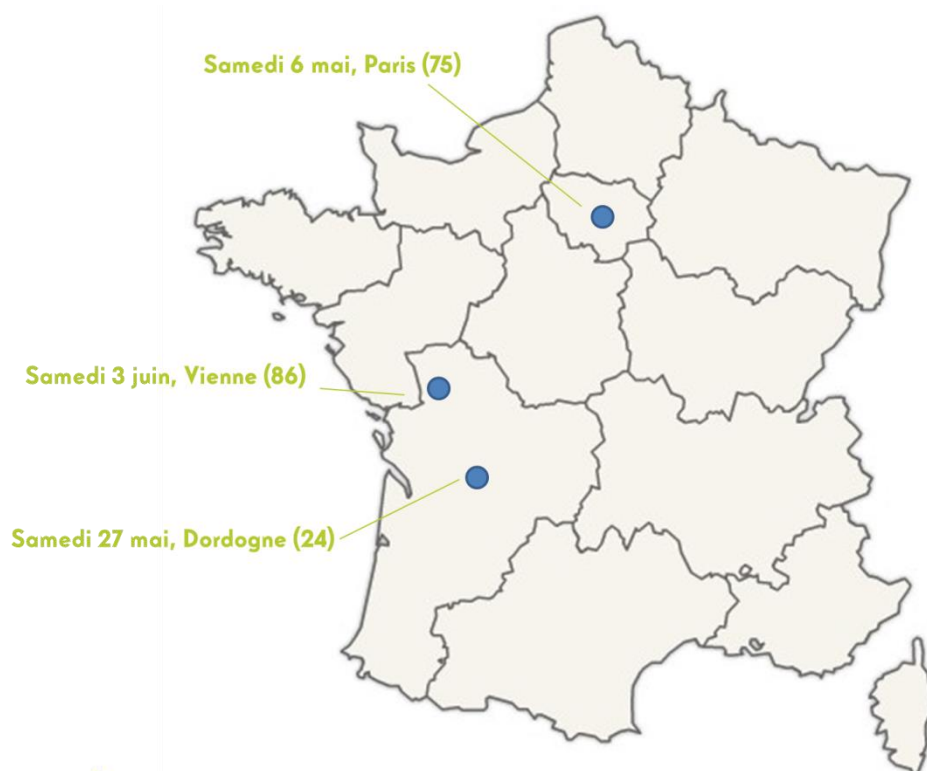 Samedi 6 mai, Paris (75)
Samedi 3 juin, Vienne (86)
Samedi 27 mai, Dordogne (24)